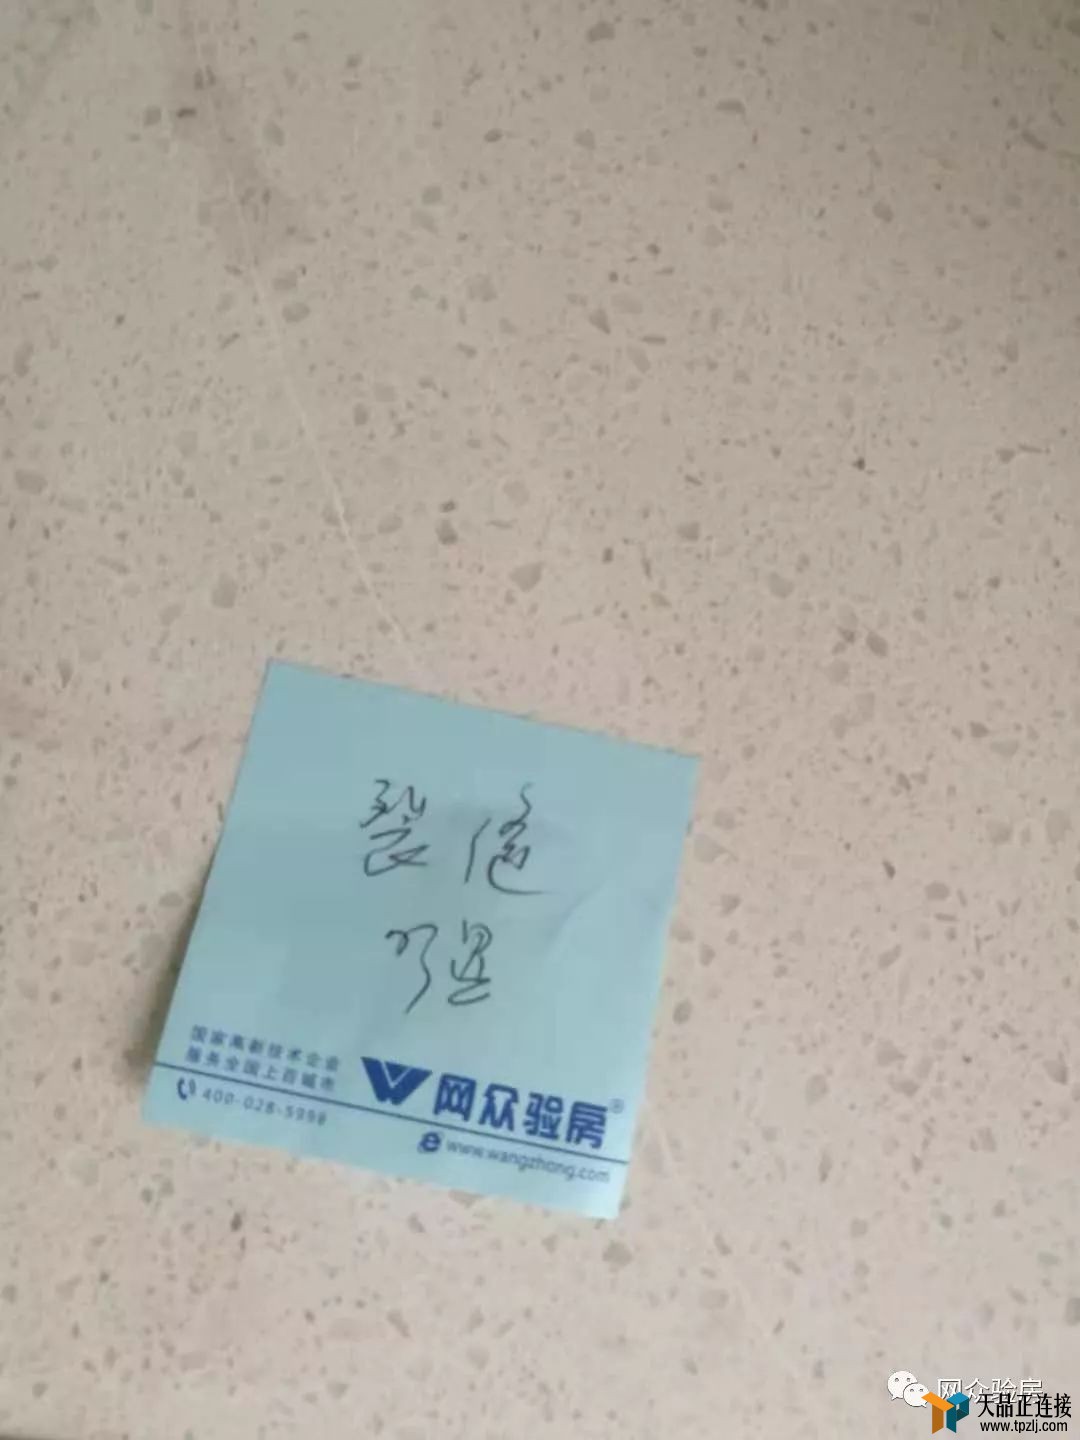 裂缝
明显
国家高新技术企业
服务全国上百城市
400-028-5998
网众验房®
www.wangzhong.com
网众验房
天品正连接
www.tpzlj.com